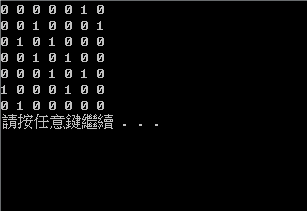 0 0 0 0 0 1 0
0 0 1 0 0 0 1
0 1 0 1 0 0 0
0 0 1 0 1 0 0
0 0 0 1 0 1 0
1 0 0 0 1 0 0
0 1 0 0 0 0 0
請按任意鍵繼續 . . .